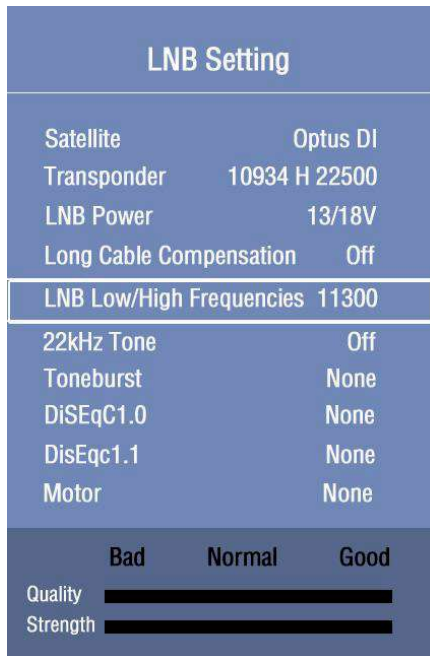 LNB Setting
Satellite Optus DI
Transponder 10934 H 22500
LNB Power 13/18V
Long Cable Compensation Off
LNB Low/High Frequencies 11300
22kHz Tone Off
Toneburst None
DiSEqC1.0 None
DisEqc1.1 None
Motor None
Bad Normal Good
Quality
Strength